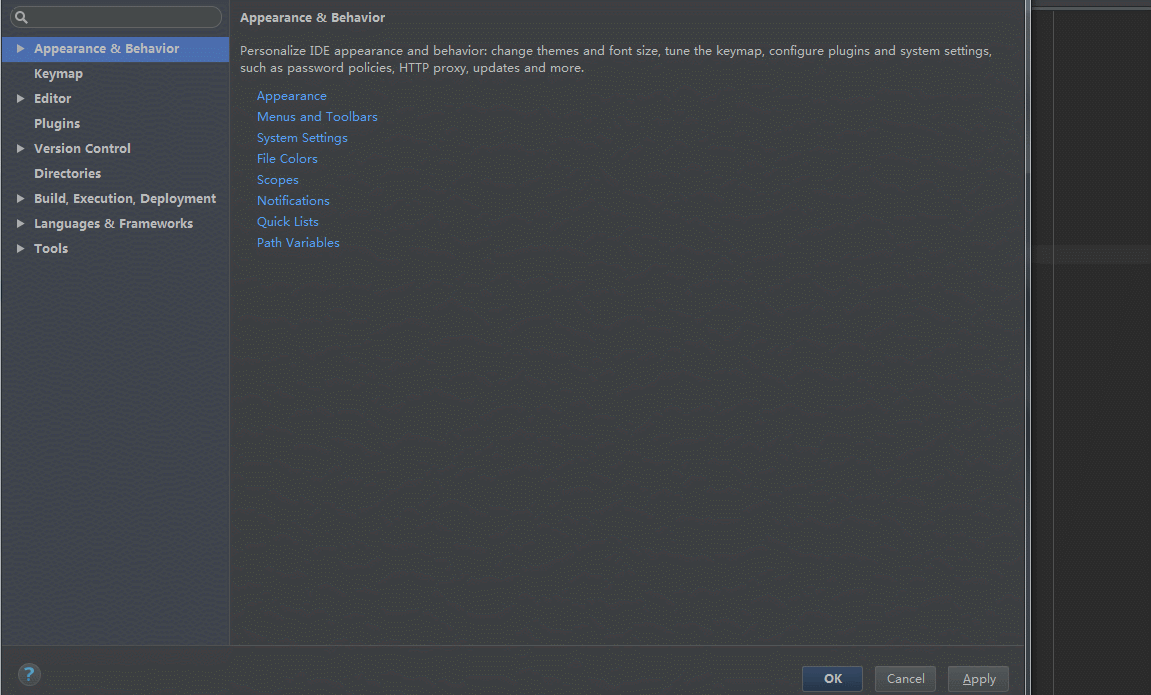 Appearance & Behavior
Keymap
Editor
Plugins
Version Control
Directories
Build, Execution, Deployment
Languages & Frameworks
Tools
Appearance & Behavior
Personalize IDE appearance and behavior: change themes and font size, tune the keymap, configure plugins and system settings,
such as password policies, HTTP proxy, updates and more.
Appearance
Menus and Toolbars
System Settings
File Colors
Scopes
Notifications
Quick Lists
Path Variables
?
OK
Cancel
Apply